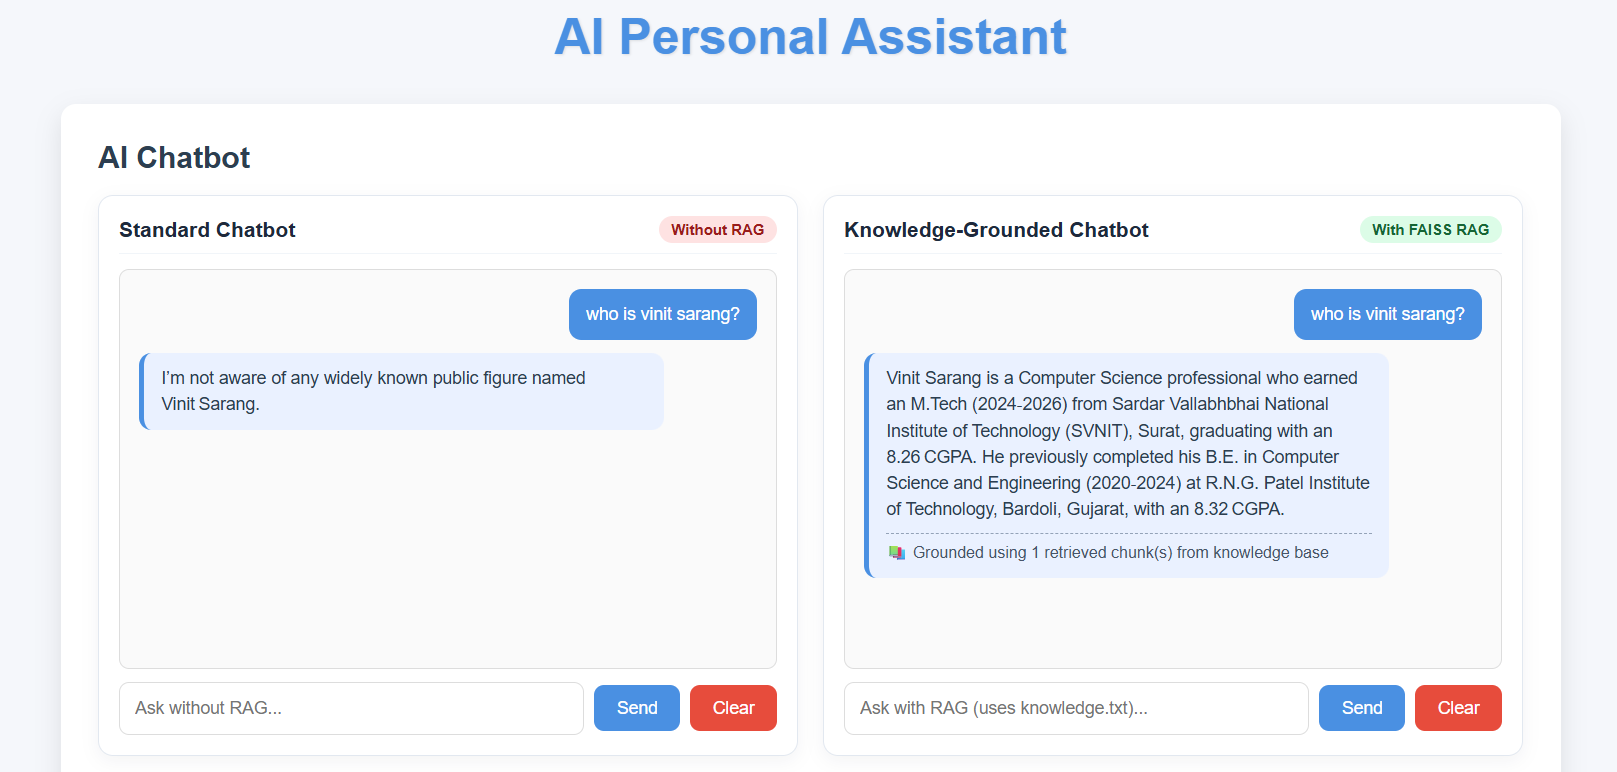 AI Personal Assistant
AI Chatbot
Standard Chatbot
Without RAG
who is vinit sarang?
I’m not aware of any widely known public figure named
Vinit Sarang.
Ask without RAG...
Send
Clear
Knowledge-Grounded Chatbot
With FAISS RAG
who is vinit sarang?
Vinit Sarang is a Computer Science professional who earned
an M.Tech (2024-2026) from Sardar Vallabhbhai National
Institute of Technology (SVNIT), Surat, graduating with an
8.26 CGPA. He previously completed his B.E. in Computer
Science and Engineering (2020-2024) at R.N.G. Patel Institute
of Technology, Bardoli, Gujarat, with an 8.32 CGPA.
Grounded using 1 retrieved chunk(s) from knowledge base
Ask with RAG (uses knowledge.txt)...
Send
Clear